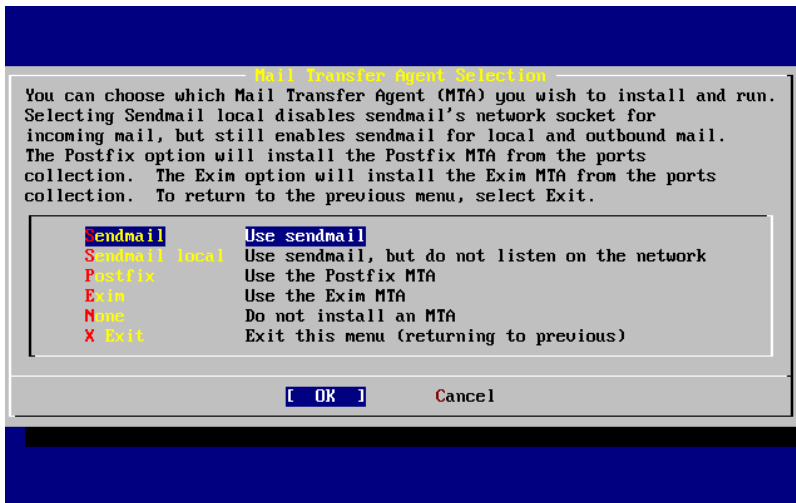 Mail Transfer Agent Selection
You can choose which Mail Transfer Agent (MTA) you wish to install and run.
Selecting Sendmail local disables sendmail's network socket for
incoming mail, but still enables sendmail for local and outbound mail.
The Postfix option will install the Postfix MTA from the ports
collection.  The Exim option will install the Exim MTA from the ports
collection.  To return to the previous menu, select Exit.
Sendmail Use sendmail
Sendmail local Use sendmail, but do not listen on the network
Postfix Use the Postfix MTA
Exim Use the Exim MTA
None Do not install an MTA
X Exit Exit this menu (returning to previous)
[ OK ] Cancel